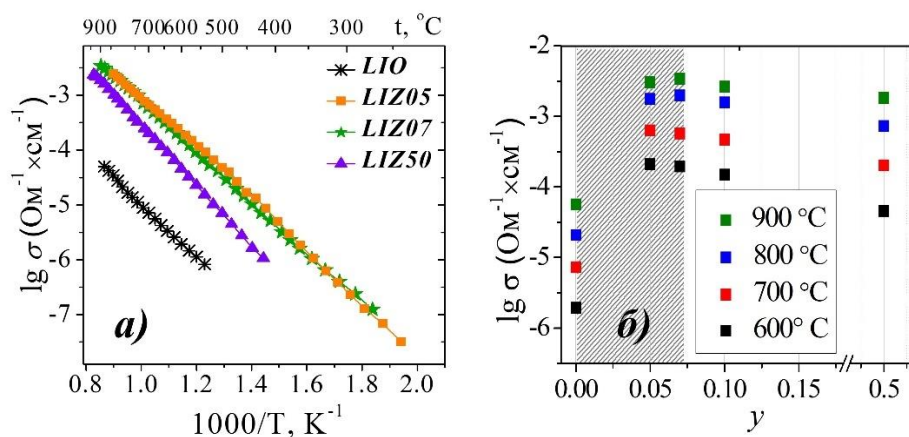 900 700 600 500 400 300 t, °C
-3
-4
-5
-6
-7
lg σ (Ом⁻¹×см⁻¹)
LIO
LIZ05
LIZ07
LIZ50
а)
0.8 1.0 1.2 1.4 1.6 1.8 2.0
1000/T, K⁻¹
-2
-3
-4
-5
-6
lg σ (Ом⁻¹×см⁻¹)
900 °C
800 °C
700 °C
600° C
б)
0.00 0.05 0.10 0.15 0.5
y